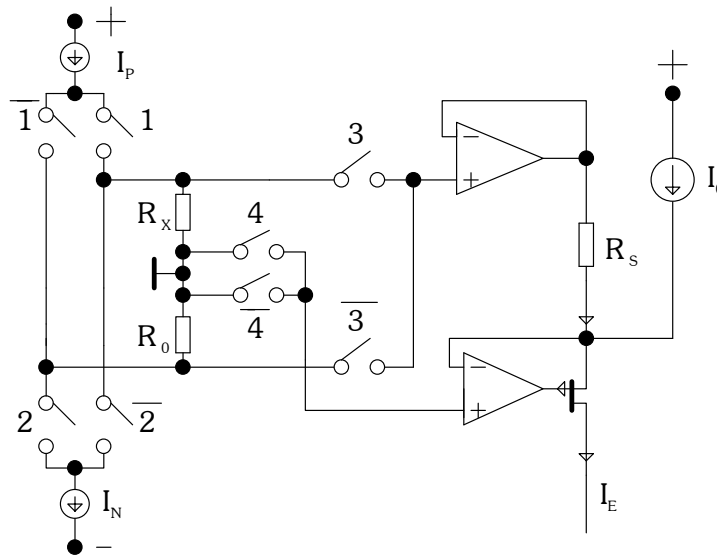 +
I_P
1̅ 1
3
+
−
+
R_X
4
I
R_S
4̅
R_0
3̅
−
+
2 2̅
I_N
−
I_E